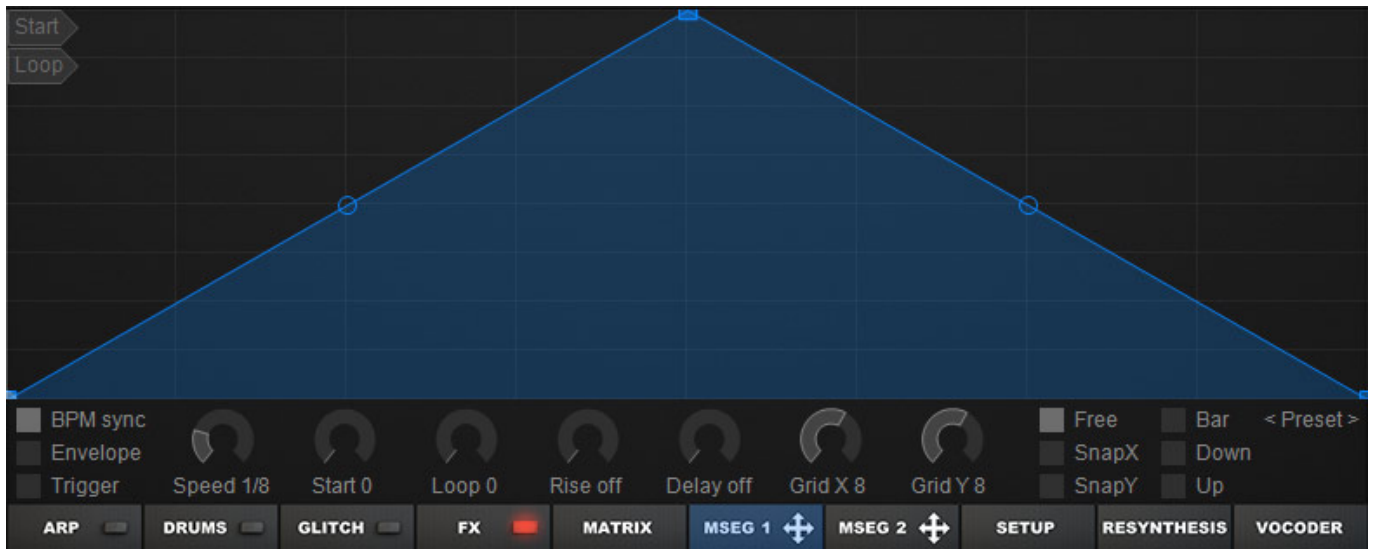 Start
Loop
BPM sync
Free Bar < Preset >
Envelope
SnapX Down
Trigger Speed 1/8 Start 0 Loop 0 Rise off Delay off Grid X 8 Grid Y 8 SnapY Up
ARP DRUMS GLITCH FX MATRIX MSEG 1 MSEG 2 SETUP RESYNTHESIS VOCODER